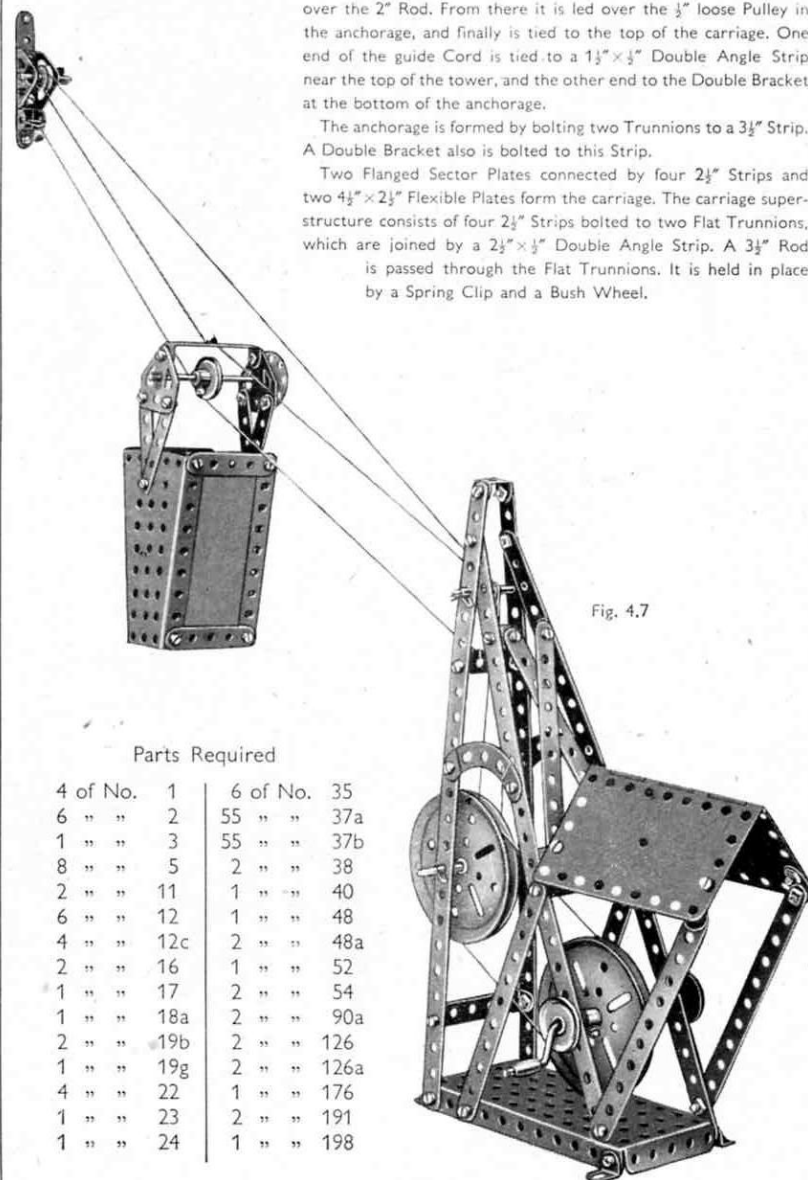 over the 2" Rod. From there it is led over the ½" loose Pulley in
the anchorage, and finally is tied to the top of the carriage. One
end of the guide Cord is tied to a 1½"×½" Double Angle Strip
near the top of the tower, and the other end to the Double Bracket
at the bottom of the anchorage.
The anchorage is formed by bolting two Trunnions to a 3½" Strip.
A Double Bracket also is bolted to this Strip.
Two Flanged Sector Plates connected by four 2½" Strips and
two 4½"×2½" Flexible Plates form the carriage. The carriage super-
structure consists of four 2½" Strips bolted to two Flat Trunnions,
which are joined by a 2½"×½" Double Angle Strip. A 3½" Rod
is passed through the Flat Trunnions. It is held in place
by a Spring Clip and a Bush Wheel.
Fig. 4.7
Parts Required
4 of No. 1
6 " " 2
1 " " 3
8 " " 5
2 " " 11
6 " " 12
4 " " 12c
2 " " 16
1 " " 17
1 " " 18a
2 " " 19b
1 " " 19g
4 " " 22
1 " " 23
1 " " 24
6 of No. 35
55 " " 37a
55 " " 37b
2 " " 38
1 " " 40
1 " " 48
2 " " 48a
1 " " 52
2 " " 54
2 " " 90a
2 " " 126
2 " " 126a
1 " " 176
2 " " 191
1 " " 198